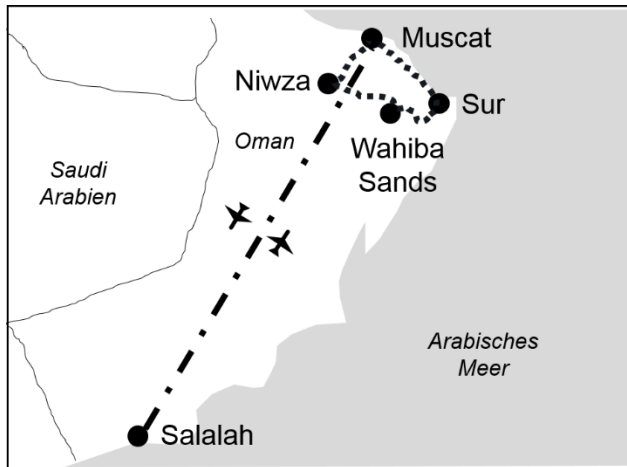 Muscat
Niwza
Sur
Oman
Wahiba
Sands
Saudi
Arabien
Arabisches
Meer
Salalah